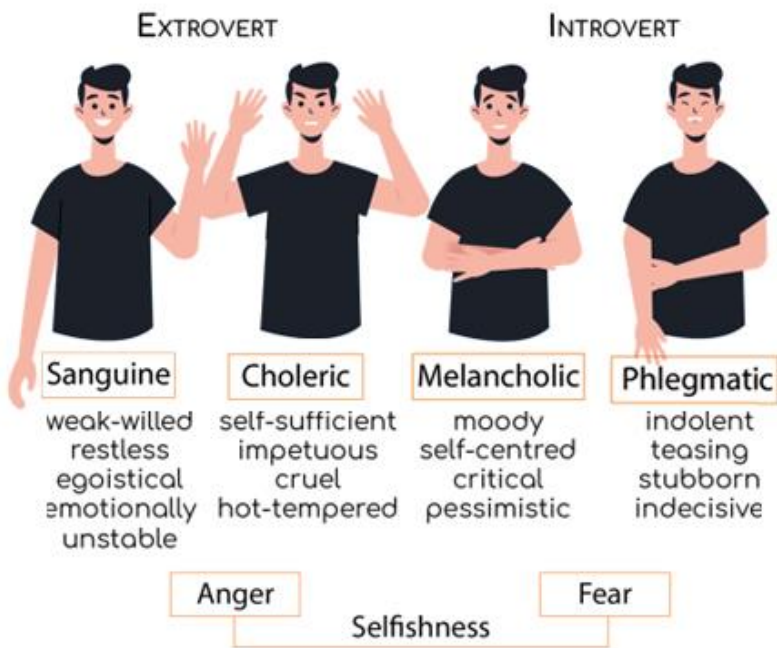 EXTROVERT INTROVERT
Sanguine Choleric Melancholic Phlegmatic
weak-willed
restless
egoistical
emotionally
unstable
self-sufficient
impetuous
cruel
hot-tempered
moody
self-centred
critical
pessimistic
indolent
teasing
stubborn
indecisive
Anger Fear
Selfishness